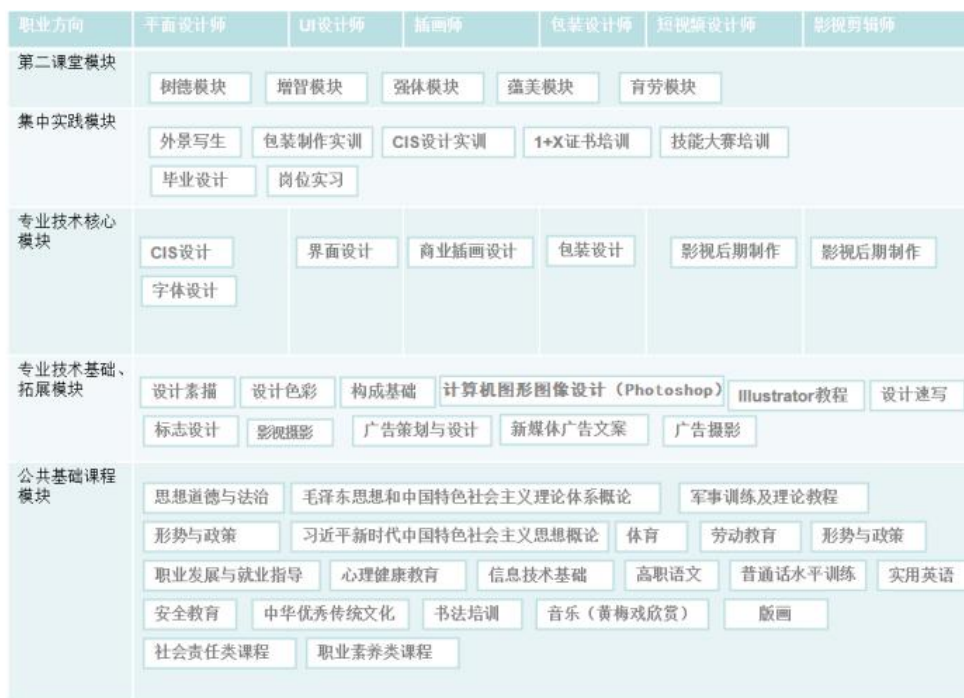 职业方向 平面设计师 UI设计师 插画师 包装设计师 短视频设计师 影视剪辑师
第二课堂模块
树德模块 增智模块 强体模块 蕴美模块 育劳模块
集中实践模块
外景写生 包装制作实训 CIS设计实训 1+X证书培训 技能大赛培训
毕业设计 岗位实习
专业技术核心
模块
CIS设计 界面设计 商业插画设计 包装设计 影视后期制作 影视后期制作
字体设计
专业技术基础、
拓展模块
设计素描 设计色彩 构成基础 计算机图形图像设计（Photoshop） Illustrator教程 设计速写
标志设计 影视摄影 广告策划与设计 新媒体广告文案 广告摄影
公共基础课程
模块
思想道德与法治 毛泽东思想和中国特色社会主义理论体系概论 军事训练及理论教程
形势与政策 习近平新时代中国特色社会主义思想概论 体育 劳动教育 形势与政策
职业发展与就业指导 心理健康教育 信息技术基础 高职语文 普通话水平训练 实用英语
安全教育 中华优秀传统文化 书法培训 音乐（黄梅戏欣赏） 版画
社会责任类课程 职业素养类课程